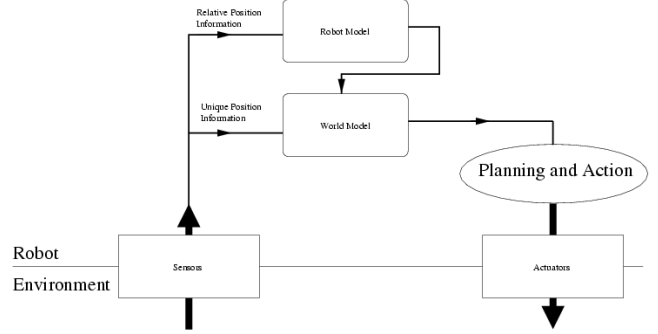 Relative Position
Information
Robot Model
Unique Position
Information
World Model
Planning and Action
Robot
Sensors
Actuators
Environment